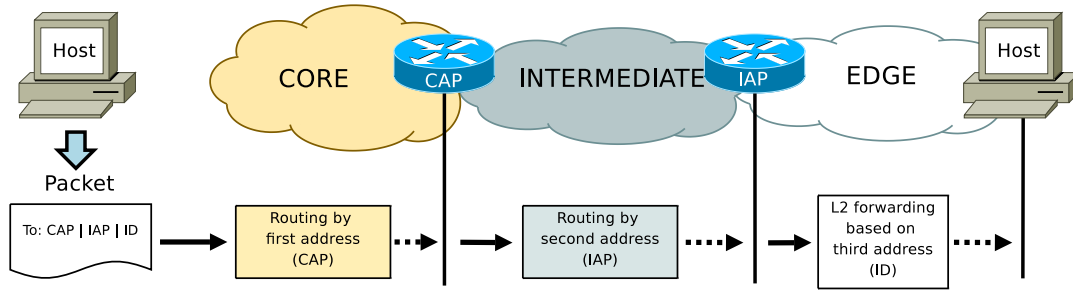 Host
CORE
CAP
INTERMEDIATE
IAP
EDGE
Host
Packet
To: CAP | IAP | ID
Routing by
first address
(CAP)
Routing by
second address
(IAP)
L2 forwarding
based on
third address
(ID)